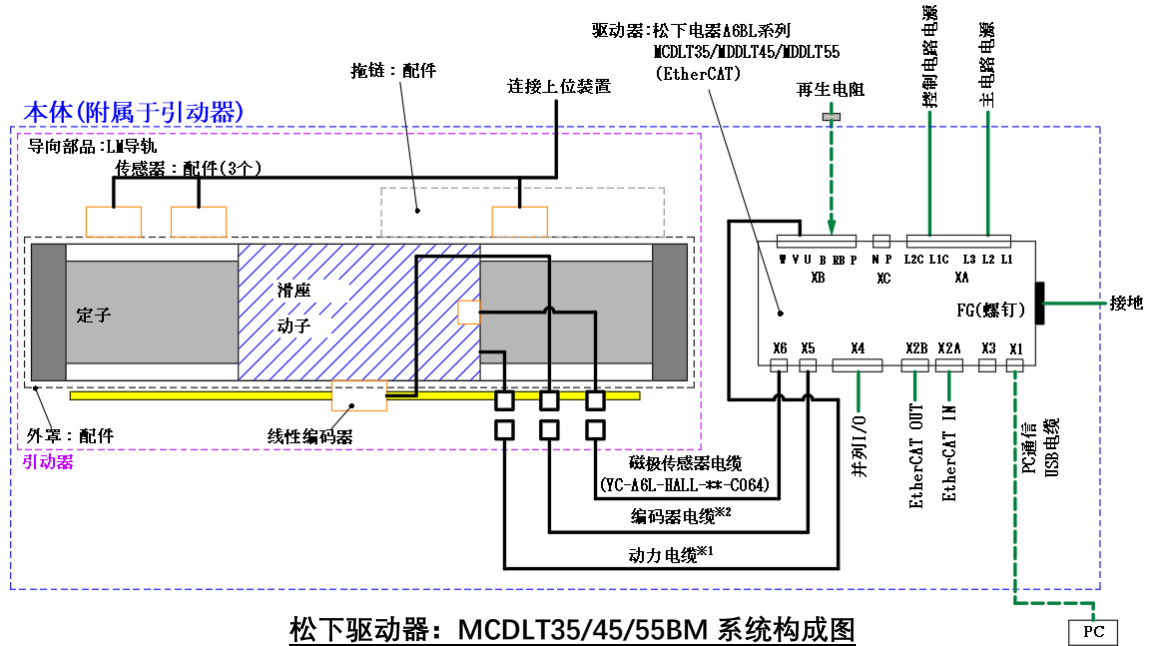 驱动器:松下电器A6BL系列
MCDLT35/MDDLT45/MDDLT55
(EtherCAT)
控制电路电源
主电路电源
拖链：配件
连接上位装置
再生电阻
本体(附属于引动器)
导向部品:LM导轨
传感器：配件(3个)
W V U B RB P
N P
L2C L1C L3 L2 L1
XB
XC
XA
滑座
定子
动子
FG(螺钉)
接地
X6 X5 X4 X2B X2A X3 X1
外罩：配件
线性编码器
引动器
并列I/O
EtherCAT OUT
EtherCAT IN
PC通信
USB电缆
磁极传感器电缆
(YC-A6L-HALL-**-C064)
编码器电缆※2
动力电缆※1
松下驱动器：MCDLT35/45/55BM 系统构成图
PC